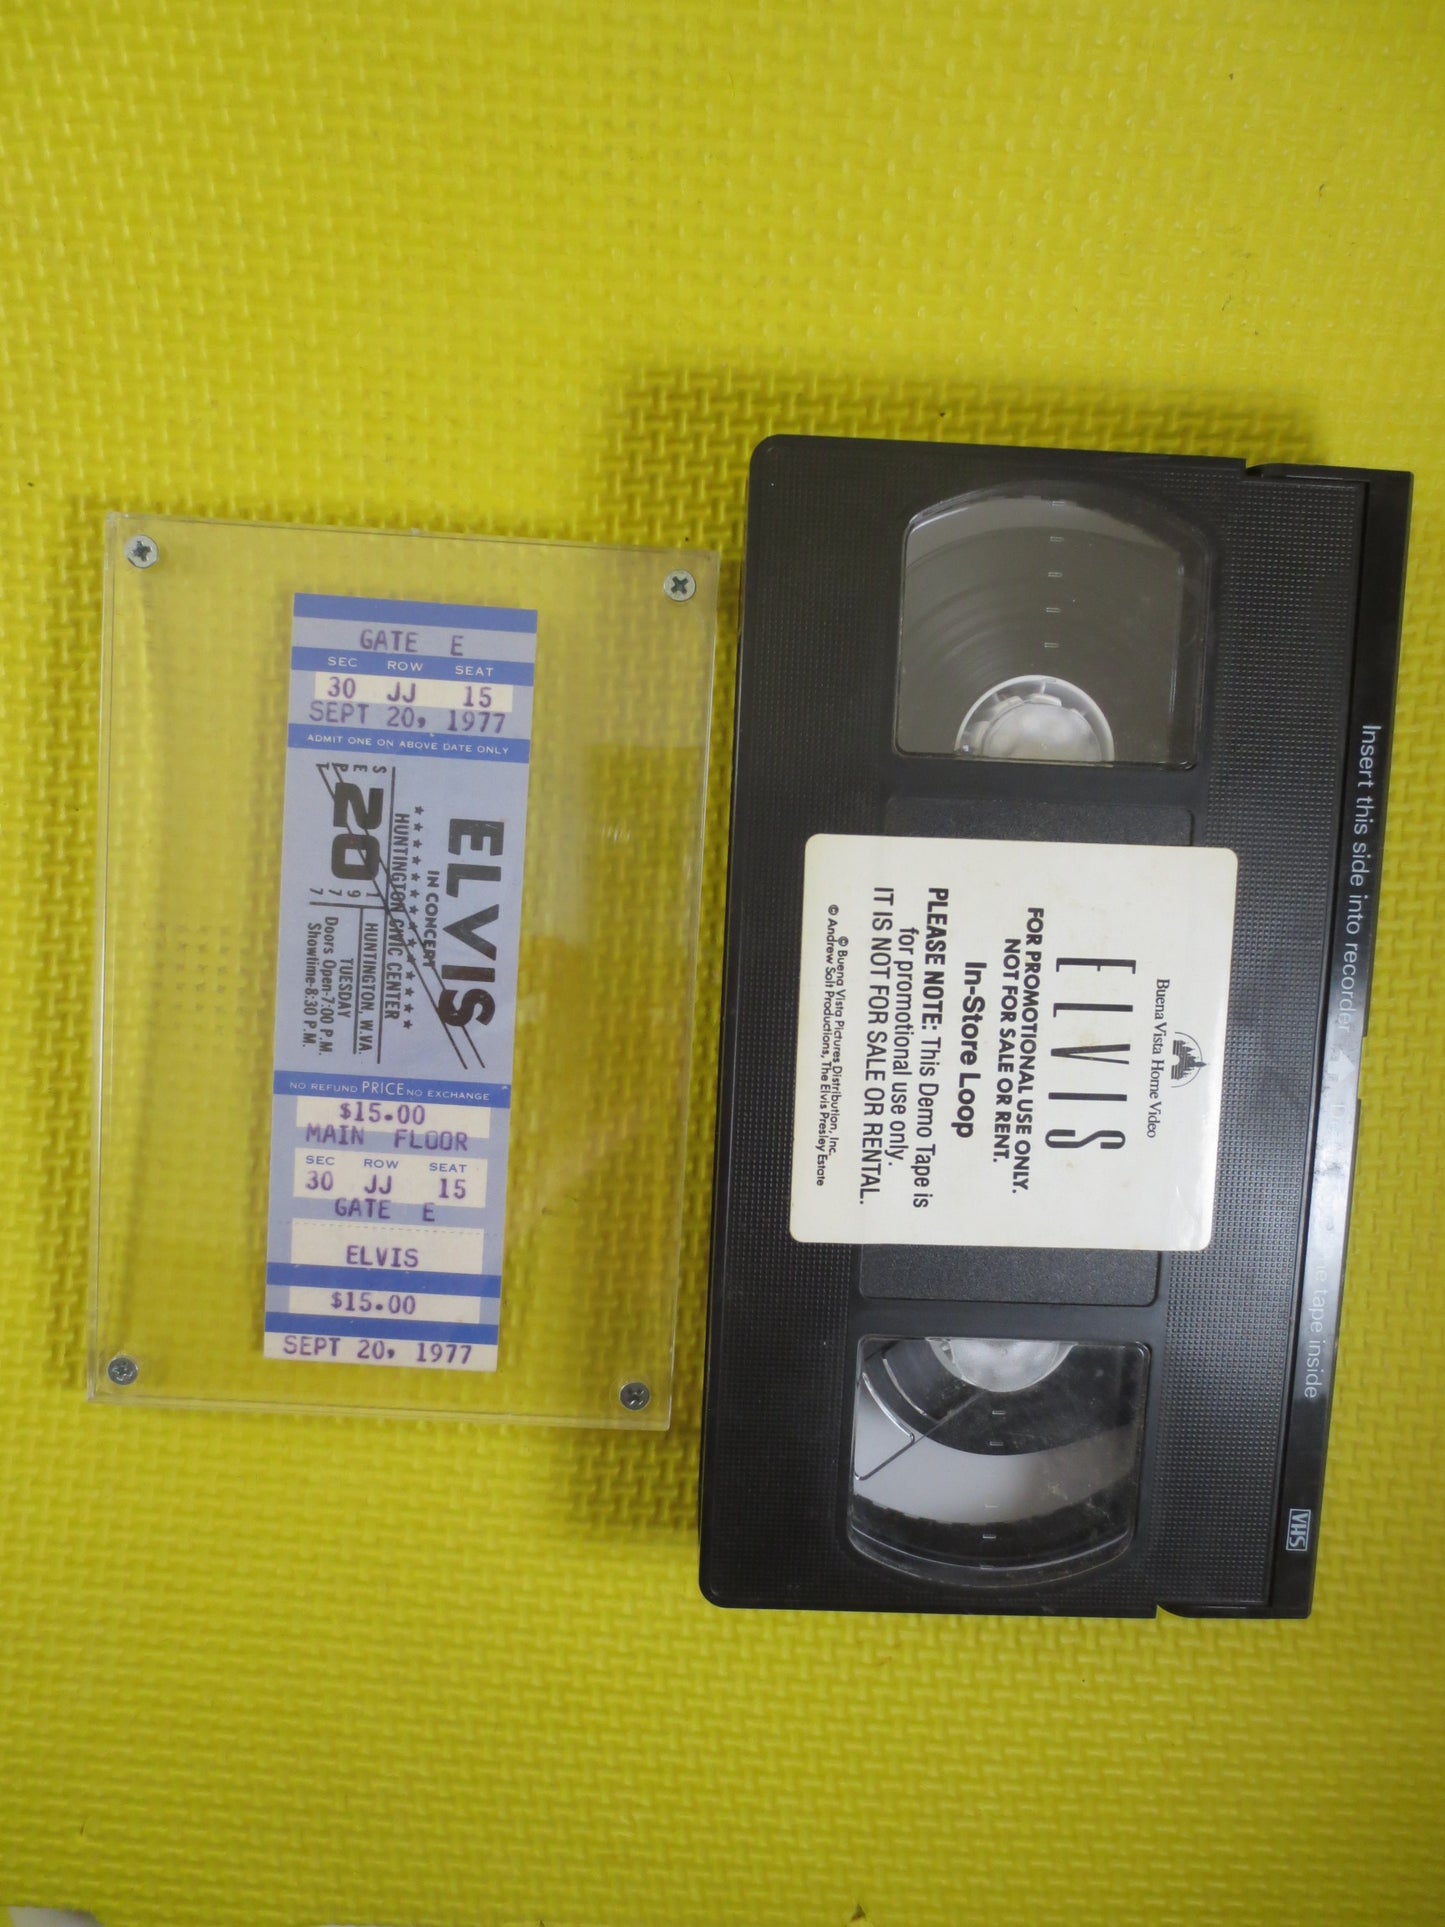 GATE E
SEC ROW SEAT
30 JJ 15
SEPT 20, 1977
ADMIT ONE ON ABOVE DATE ONLY
ELVIS
IN CONCERT
★★★★★★★★★★★★★★★
HUNTINGTON CIVIC CENTER
SEPT
20
1977
HUNTINGTON, W.VA.
TUESDAY
Doors Open-7:00 P.M.
Showtime-8:30 P.M.
NO REFUND PRICE NO EXCHANGE
$15.00
MAIN FLOOR
SEC ROW SEAT
30 JJ 15
GATE E
ELVIS
$15.00
SEPT 20, 1977
Insert this side into recorder
tape inside
VHS
Buena Vista Home Video
ELVIS
FOR PROMOTIONAL USE ONLY.
NOT FOR SALE OR RENT.
In-Store Loop
PLEASE NOTE: This Demo Tape is
for promotional use only.
IT IS NOT FOR SALE OR RENTAL.
© Buena Vista Pictures Distribution, Inc.
© Andrew Solt Productions, The Elvis Presley Estate